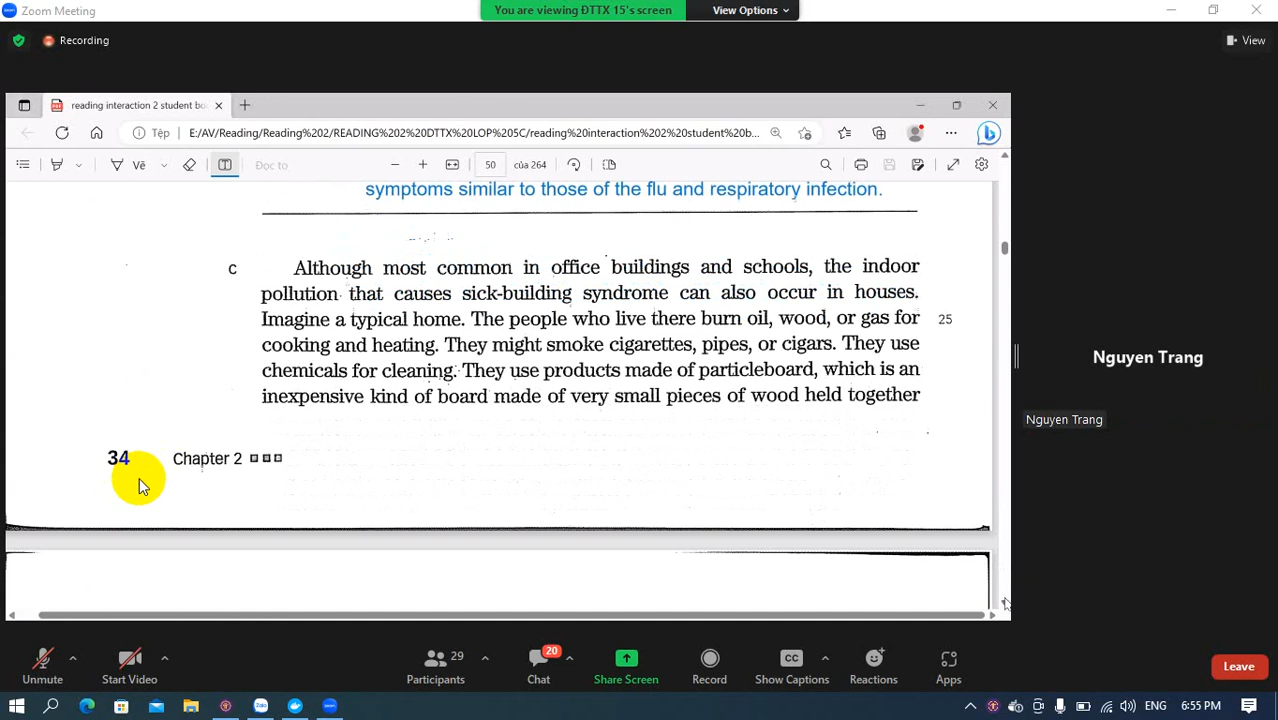 Zoom Meeting
You are viewing ĐTTX 15's screen
View Options
Recording
View
reading interaction 2 student bo
Tệp
E:/AV/Reading/Reading%202/READING%202%20DTTX%20LOP%205C/reading%20interaction%202%20student%20b...
Vẽ
Đọc to
50
của 264
symptoms similar to those of the flu and respiratory infection.
C
Although most common in office buildings and schools, the indoor
pollution that causes sick-building syndrome can also occur in houses.
Imagine a typical home. The people who live there burn oil, wood, or gas for
25
cooking and heating. They might smoke cigarettes, pipes, or cigars. They use
chemicals for cleaning. They use products made of particleboard, which is an
inexpensive kind of board made of very small pieces of wood held together
34 Chapter 2
Nguyen Trang
Nguyen Trang
Unmute
Start Video
29
Participants
20
Chat
Share Screen
Record
CC
Show Captions
Reactions
Apps
Leave
Zalo
ENG
6:55 PM